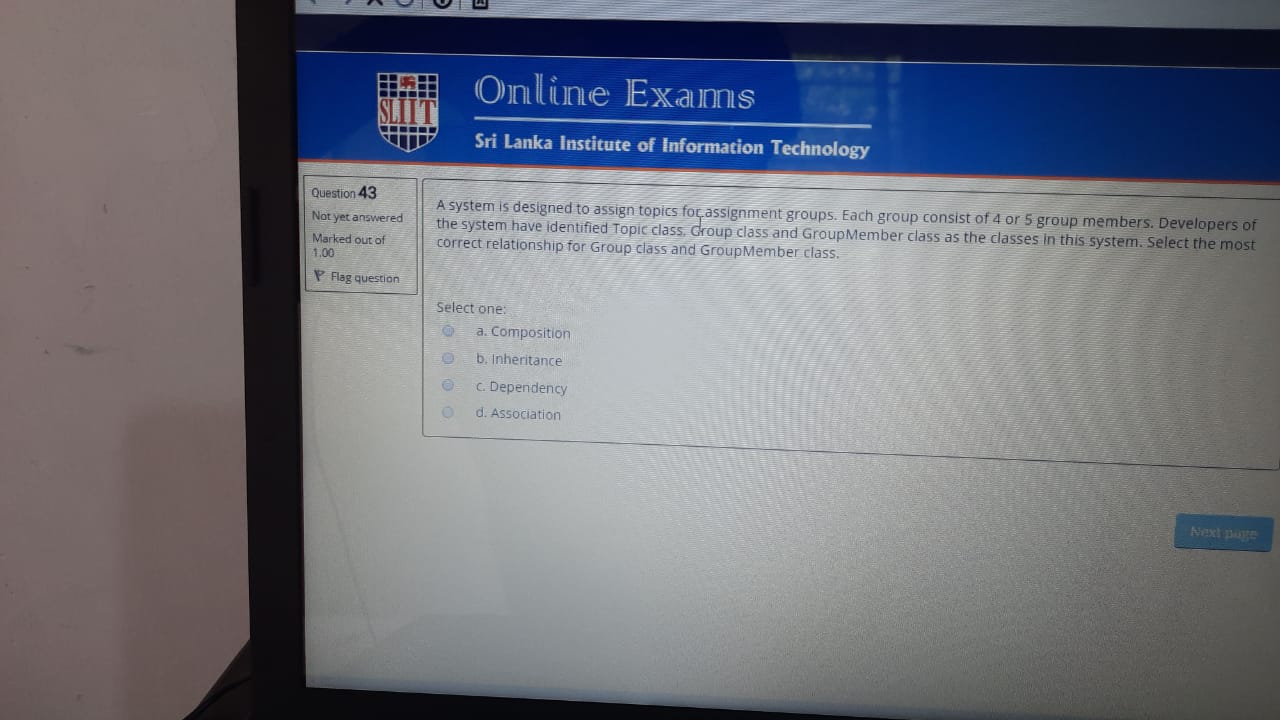 Online Exams
SLIIT
Sri Lanka Institute of Information Technology
Question 43
Not yet answered
Marked out of
1.00
Flag question
A system is designed to assign topics for assignment groups. Each group consist of 4 or 5 group members. Developers of
the system have identified Topic class, Group class and GroupMember class as the classes in this system. Select the most
correct relationship for Group class and GroupMember class.
Select one:
a. Composition
b. Inheritance
c. Dependency
d. Association
Next page